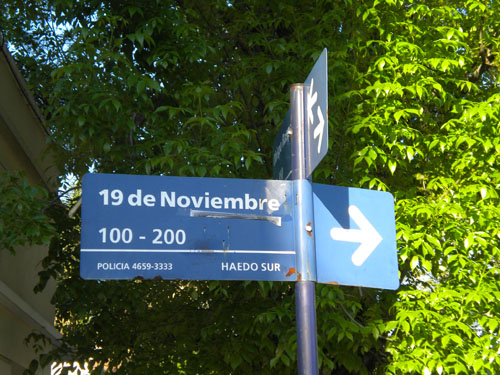 19 de Noviembre
100 - 200
POLICIA 4659-3333 HAEDO SUR